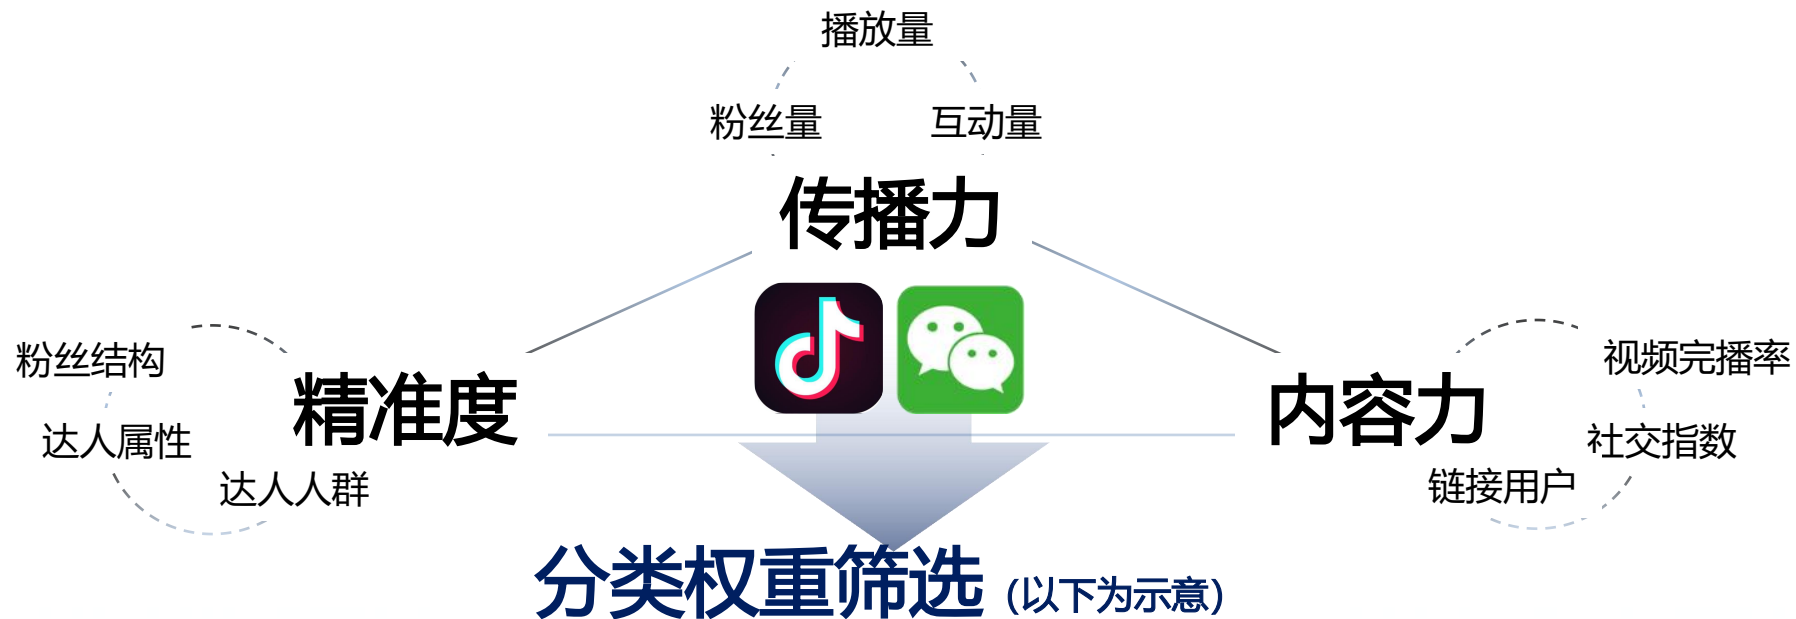 播放量
粉丝量
互动量
传播力
粉丝结构
精准度
达人属性
达人人群
内容力
视频完播率
社交指数
链接用户
分类权重筛选（以下为示意）